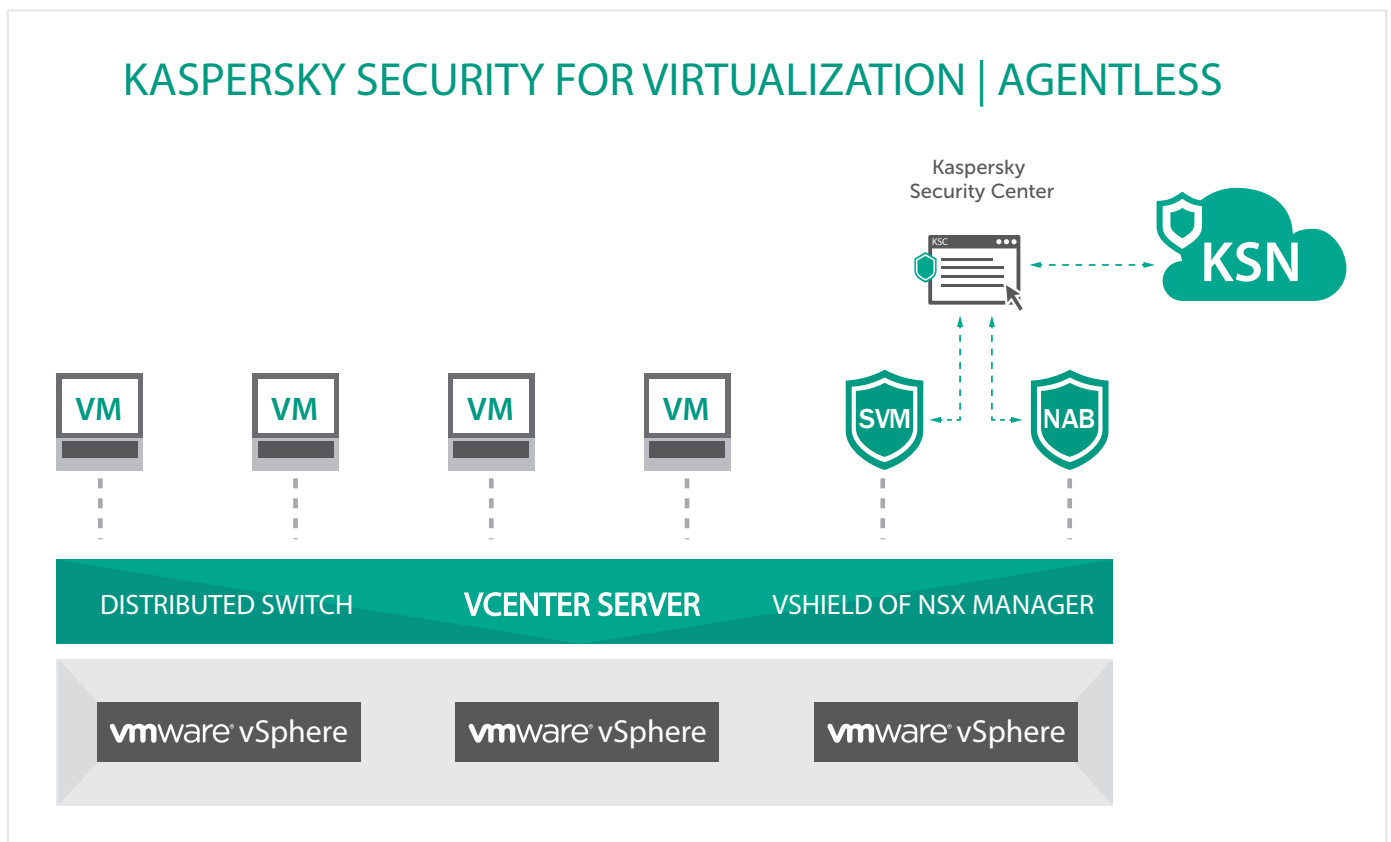 KASPERSKY SECURITY FOR VIRTUALIZATION | AGENTLESS
Kaspersky
Security Center
KSC
KSN
VM
VM
VM
VM
SVM
NAB
DISTRIBUTED SWITCH
VCENTER SERVER
VSHIELD OF NSX MANAGER
vmware® vSphere
vmware® vSphere
vmware® vSphere